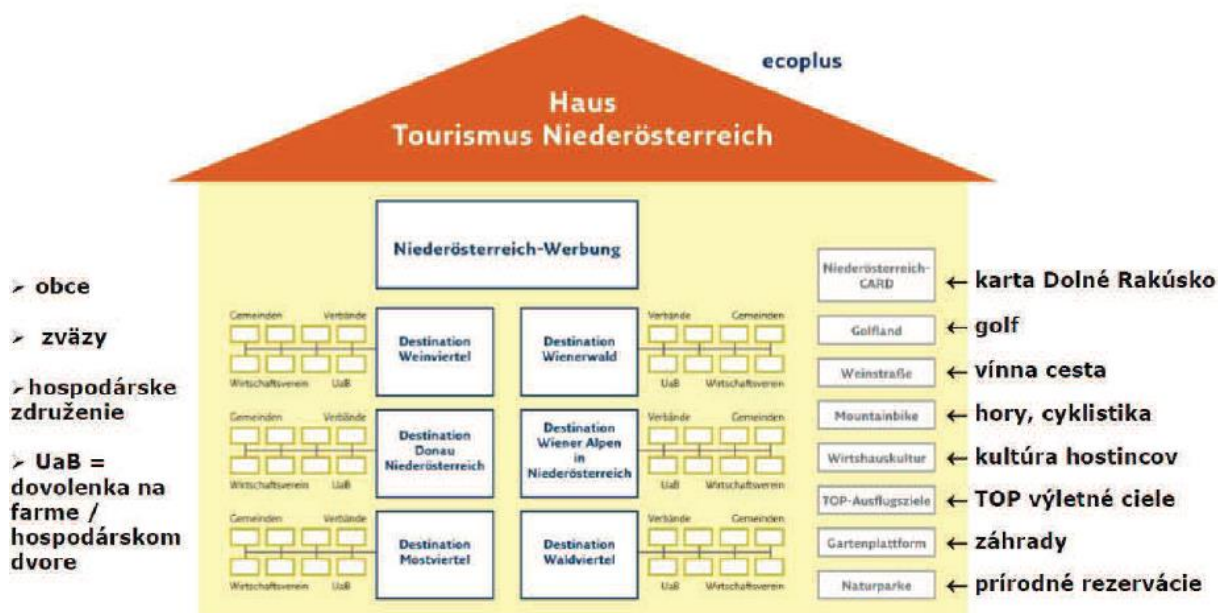 ecoplus
Haus
Tourismus Niederösterreich
Niederösterreich-Werbung
➢ obce
➢ zväzy
➢hospodárske
združenie
➢ UaB =
dovolenka na
farme /
hospodárskom
dvore
Gemeinden Verbände
Wirtschaftsverein UaB
Destination
Weinviertel
Destination
Wienerwald
Verbände Gemeinden
UaB Wirtschaftsverein
Gemeinden Verbände
Wirtschaftsverein UaB
Destination
Donau
Niederösterreich
Destination
Wiener Alpen
in
Niederösterreich
Verbände Gemeinden
UaB Wirtschaftsverein
Gemeinden Verbände
Wirtschaftsverein UaB
Destination
Mostviertel
Destination
Waldviertel
Verbände Gemeinden
UaB Wirtschaftsverein
Niederösterreich-
CARD
← karta Dolné Rakúsko
Golfland
← golf
Weinstraße
← vínna cesta
Mountainbike
← hory, cyklistika
Wirtshauskultur
← kultúra hostincov
TOP-Ausflugsziele
← TOP výletné ciele
Gartenplattform
← záhrady
Naturparke
← prírodné rezervácie